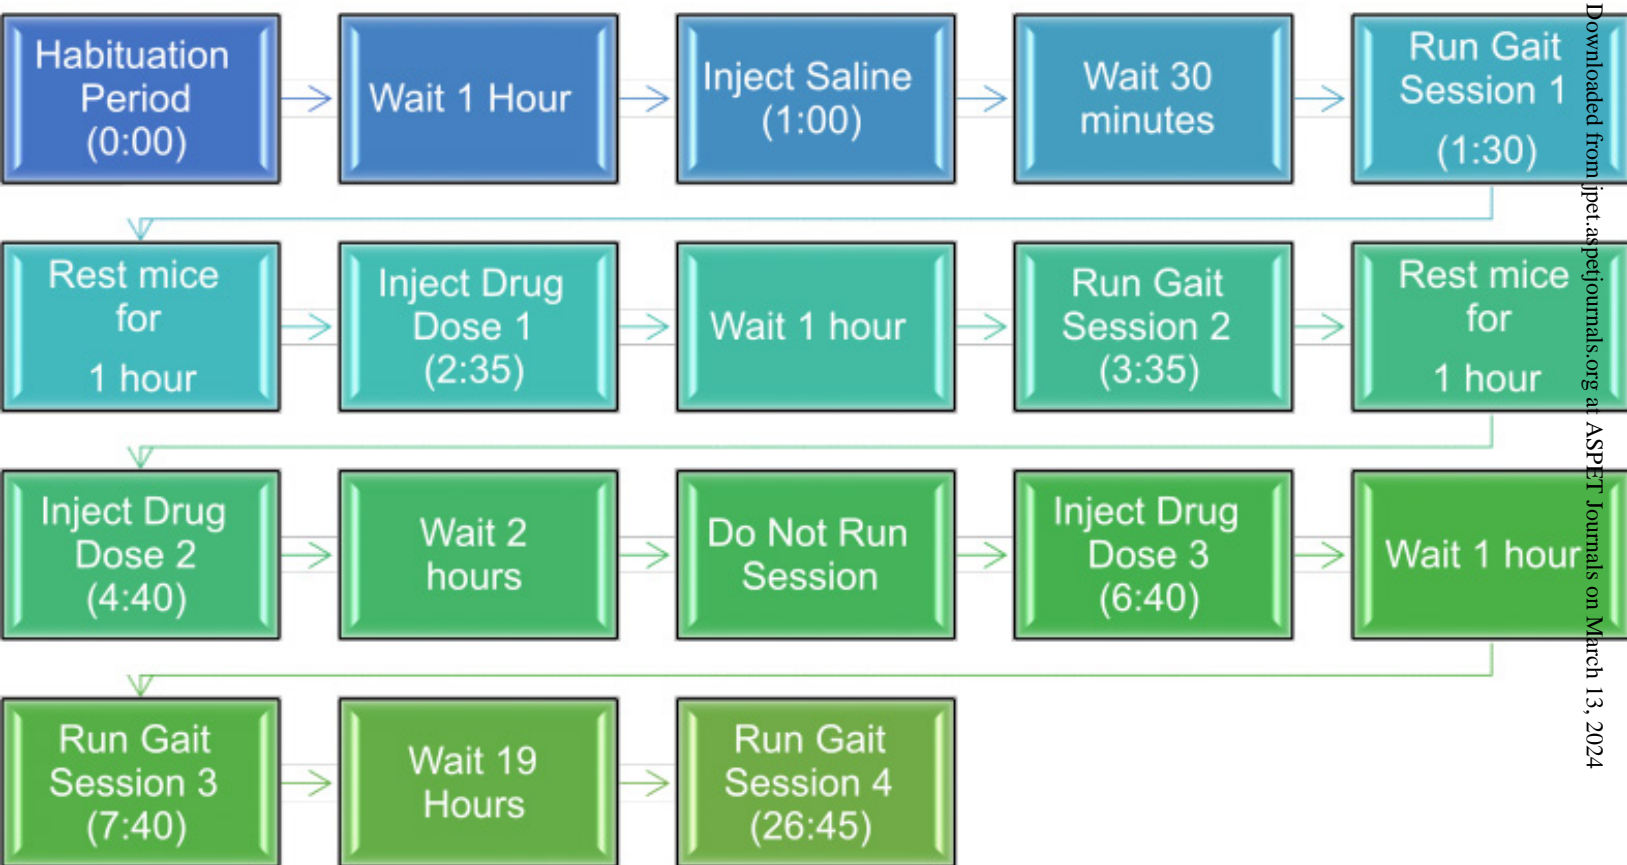 Habituation
Period
(0:00)
Wait 1 Hour
Inject Saline
(1:00)
Wait 30
minutes
Run Gait
Session 1
(1:30)
Rest mice
for
1 hour
Inject Drug
Dose 1
(2:35)
Wait 1 hour
Run Gait
Session 2
(3:35)
Rest mice
for
1 hour
Inject Drug
Dose 2
(4:40)
Wait 2
hours
Do Not Run
Session
Inject Drug
Dose 3
(6:40)
Wait 1 hour
Run Gait
Session 3
(7:40)
Wait 19
Hours
Run Gait
Session 4
(26:45)
Downloaded from jpet.aspetjournals.org at ASPET Journals on March 13, 2024